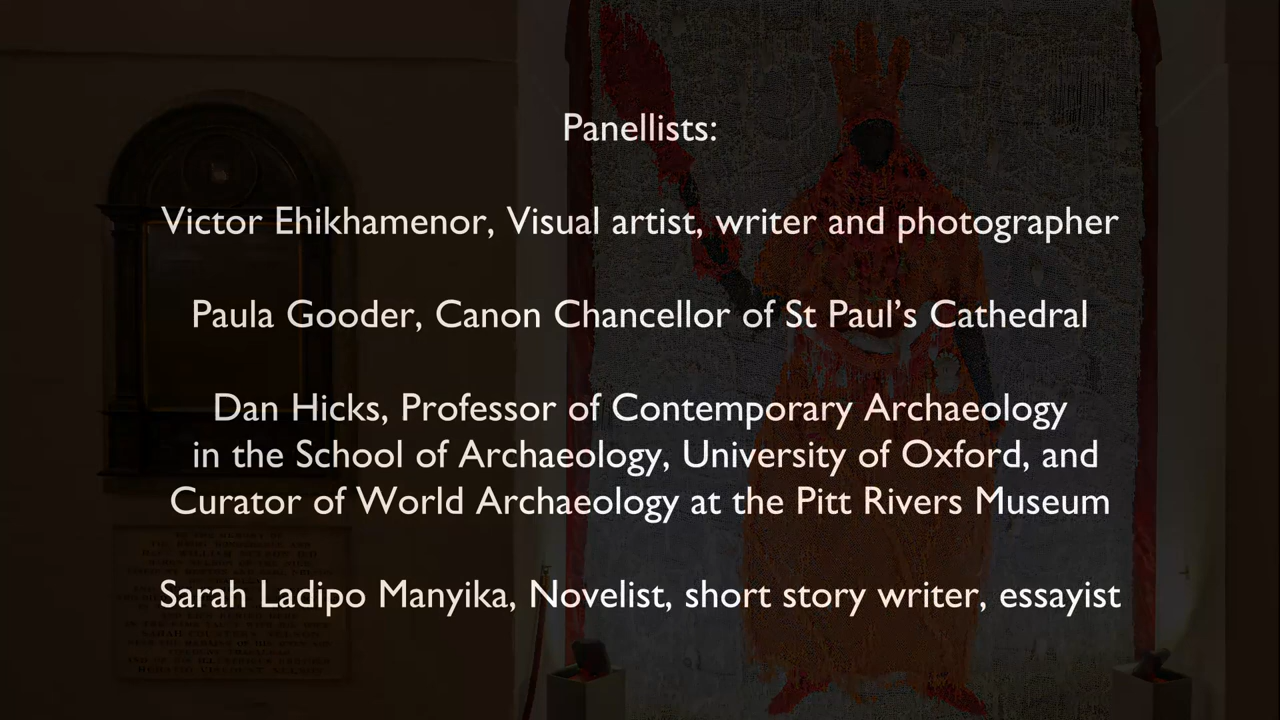 Panellists:
Victor Ehikhamenor, Visual artist, writer and photographer
Paula Gooder, Canon Chancellor of St Paul's Cathedral
Dan Hicks, Professor of Contemporary Archaeology
in the School of Archaeology, University of Oxford, and
Curator of World Archaeology at the Pitt Rivers Museum
Sarah Ladipo Manyika, Novelist, short story writer, essayist